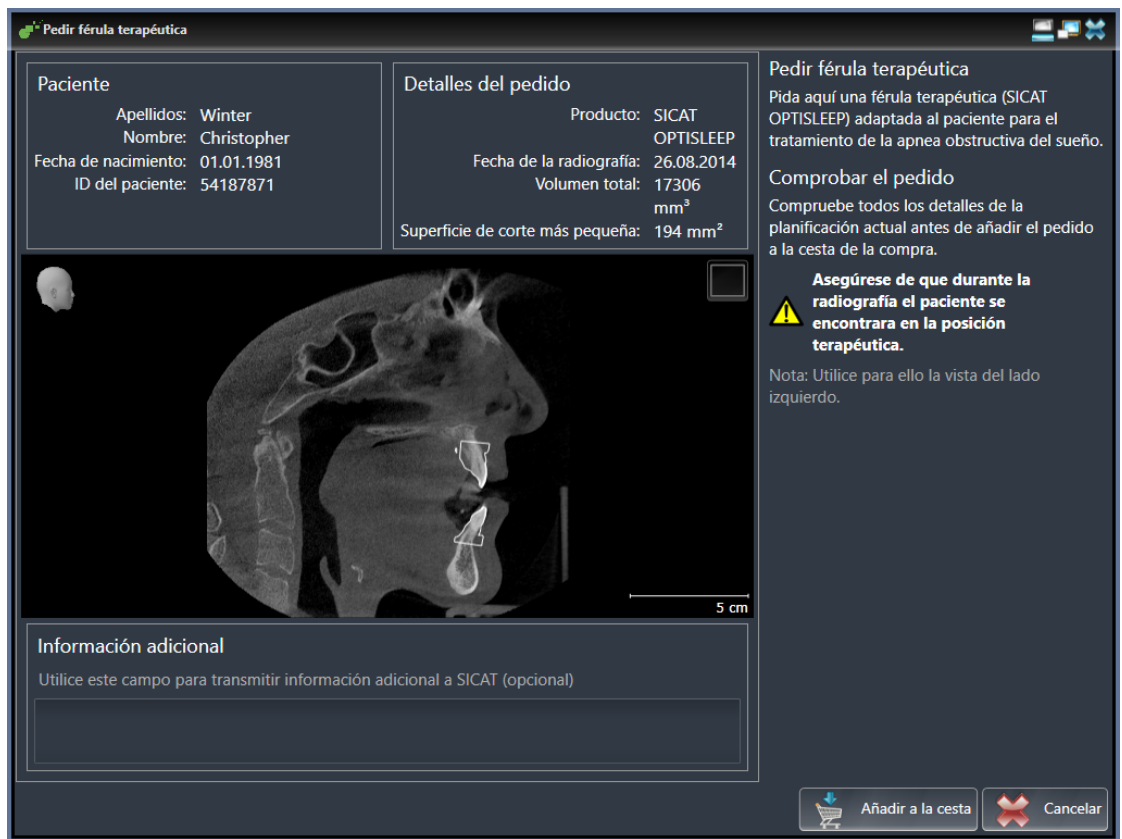 Pedir férula terapéutica
Paciente
Apellidos: Winter
Nombre: Christopher
Fecha de nacimiento: 01.01.1981
ID del paciente: 54187871
Detalles del pedido
Producto: SICAT
OPTISLEEP
Fecha de la radiografía: 26.08.2014
Volumen total: 17306
mm³
Superficie de corte más pequeña: 194 mm²
5 cm
Información adicional
Utilice este campo para transmitir información adicional a SICAT (opcional)
Pedir férula terapéutica
Pida aquí una férula terapéutica (SICAT
OPTISLEEP) adaptada al paciente para el
tratamiento de la apnea obstructiva del sueño.
Comprobar el pedido
Compruebe todos los detalles de la
planificación actual antes de añadir el pedido
a la cesta de la compra.
Asegúrese de que durante la
radiografía el paciente se
encontrara en la posición
terapéutica.
Nota: Utilice para ello la vista del lado
izquierdo.
Añadir a la cesta
Cancelar